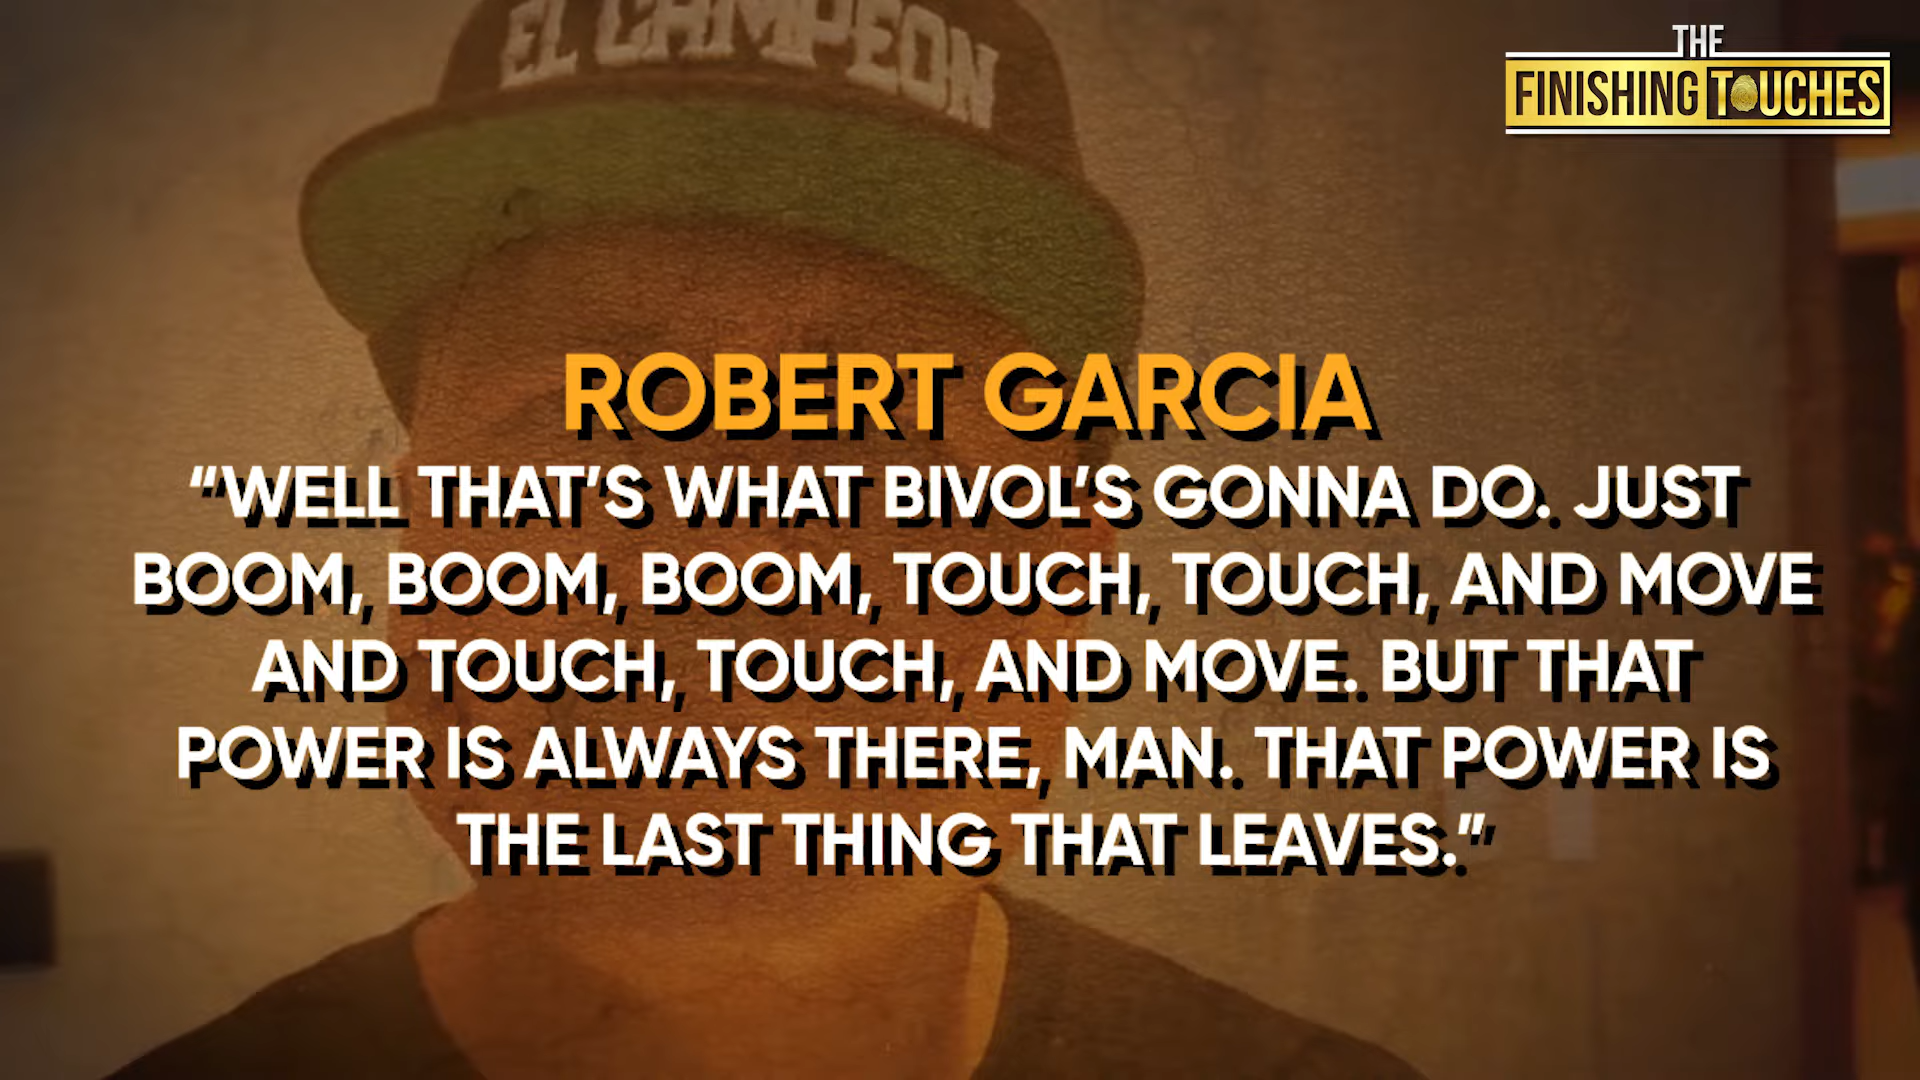 EL CAMPEON
THE
FINISHING TOUCHES
ROBERT GARCIA
“WELL THAT’S WHAT BIVOL’S GONNA DO. JUST
BOOM, BOOM, BOOM, TOUCH, TOUCH, AND MOVE
AND TOUCH, TOUCH, AND MOVE. BUT THAT
POWER IS ALWAYS THERE, MAN. THAT POWER IS
THE LAST THING THAT LEAVES.”